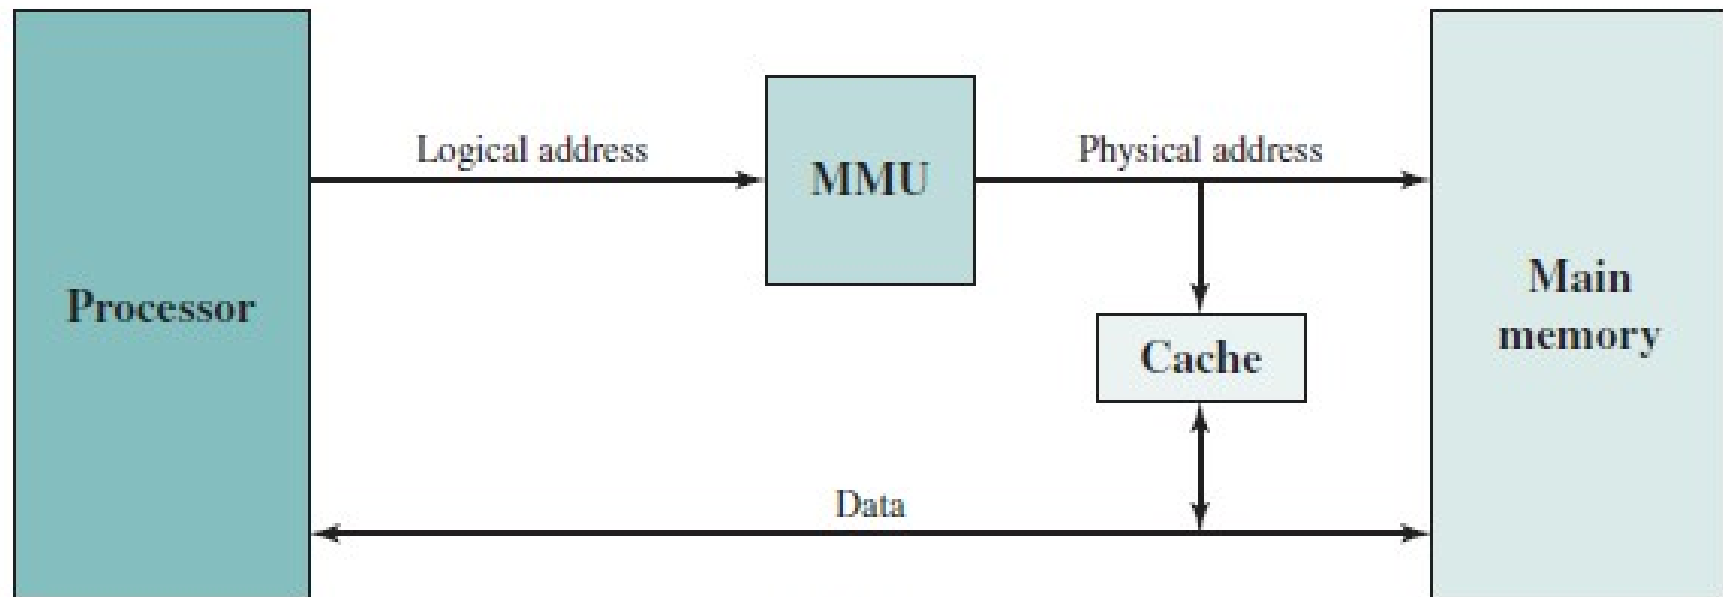 Logical address
MMU
Physical address
Processor
Main
memory
Cache
Data